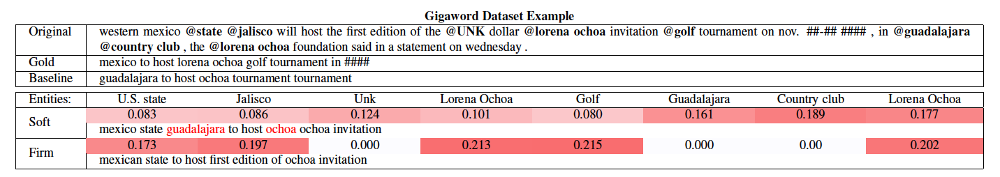 Gigaword Dataset Example
Original western mexico @state @jalisco will host the first edition of the @UNK dollar @lorena ochoa invitation @golf tournament on nov. ##-## #### , in @guadalajara
@country club , the @lorena ochoa foundation said in a statement on wednesday .
Gold mexico to host lorena ochoa golf tournament in ####
Baseline guadalajara to host ochoa tournament tournament
Entities: U.S. state Jalisco Unk Lorena Ochoa Golf Guadalajara Country club Lorena Ochoa
Soft 0.083 0.086 0.124 0.101 0.080 0.161 0.189 0.177
mexico state guadalajara to host ochoa ochoa invitation
Firm 0.173 0.197 0.000 0.213 0.215 0.000 0.00 0.202
mexican state to host first edition of ochoa invitation